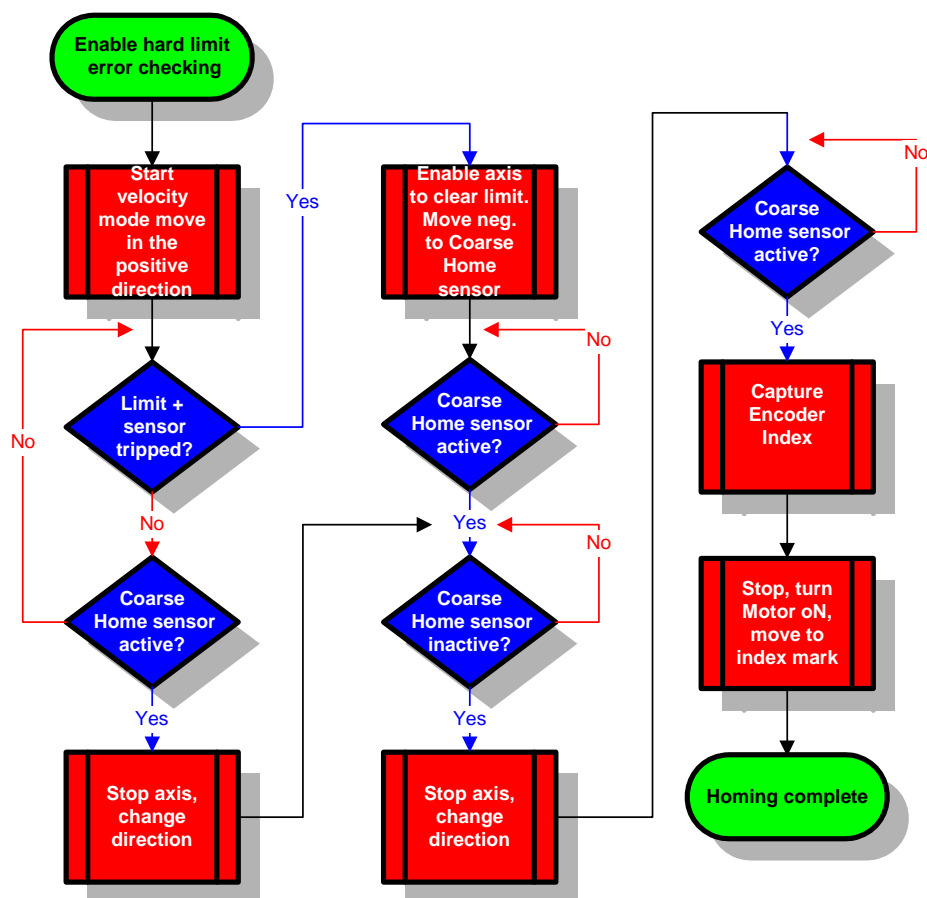 Enable hard limit
error checking
Start
velocity
mode move
in the
positive
direction
No
Limit +
sensor
tripped?
Yes
No
Coarse
Home sensor
active?
Yes
Stop axis,
change
direction
Enable axis
to clear limit.
Move neg.
to Coarse
Home
sensor
No
Coarse
Home sensor
active?
Yes
No
Coarse
Home sensor
inactive?
Yes
Stop axis,
change
direction
No
Coarse
Home sensor
active?
Yes
Capture
Encoder
Index
Stop, turn
Motor oN,
move to
index mark
Homing complete